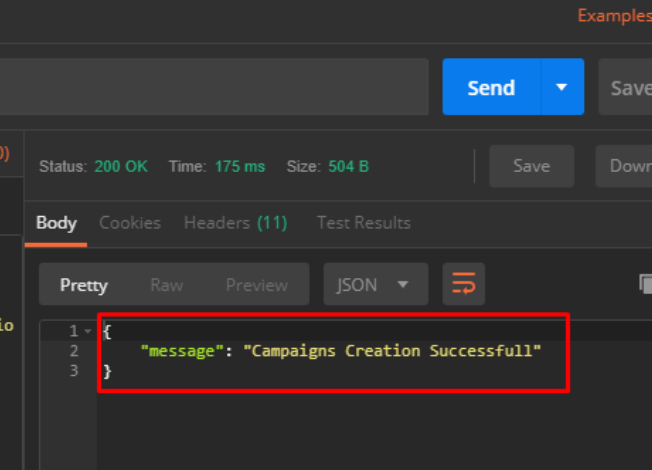 Examples
Send
Save
0)
Status: 200 OK Time: 175 ms Size: 504 B
Save
Down
Body Cookies Headers (11) Test Results
Pretty Raw Preview JSON
io
1 {
2 "message": "Campaigns Creation Successfull"
3 }